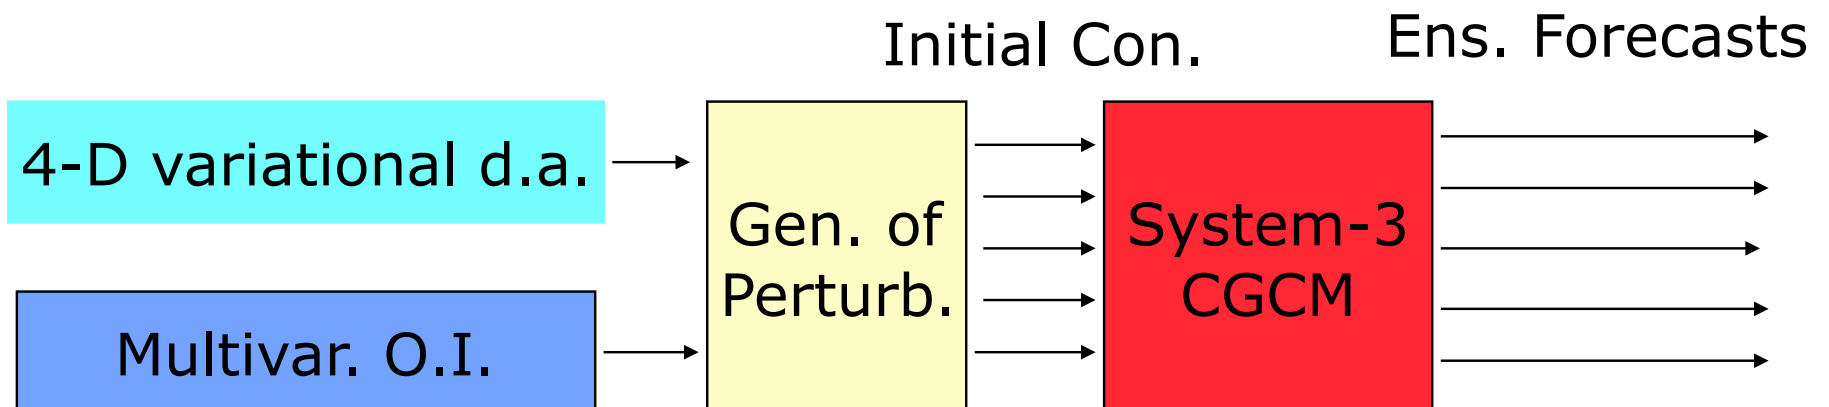 Initial Con.
Ens. Forecasts
4-D variational d.a.
Multivar. O.I.
Gen. of
Perturb.
System-3
CGCM